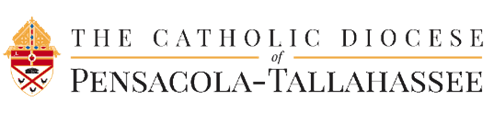 THE CATHOLIC DIOCESE
of
PENSACOLA-TALLAHASSEE